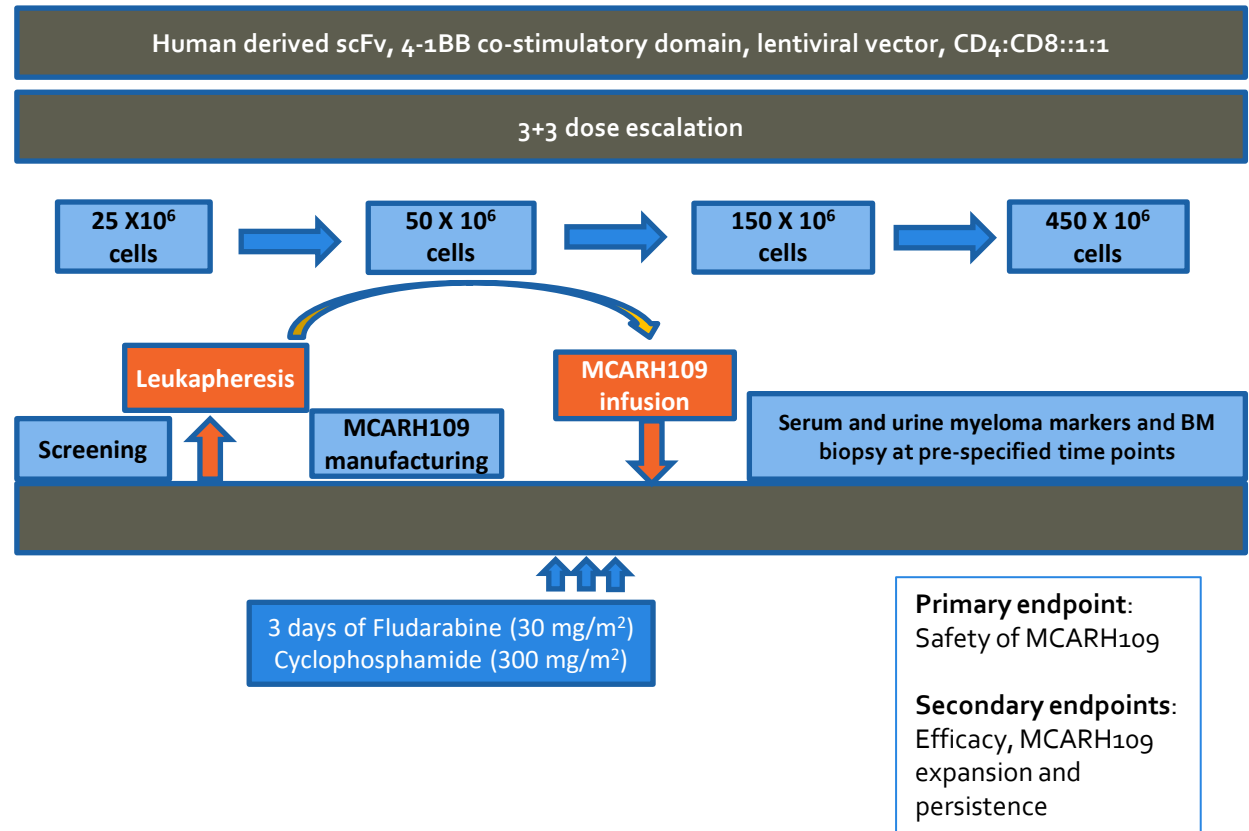 Human derived scFv, 4-1BB co-stimulatory domain, lentiviral vector, CD4:CD8::1:1
3+3 dose escalation
25 X10⁶
cells
50 X 10⁶
cells
150 X 10⁶
cells
450 X 10⁶
cells
Leukapheresis
MCARH109
infusion
Screening
MCARH109
manufacturing
Serum and urine myeloma markers and BM
biopsy at pre-specified time points
3 days of Fludarabine (30 mg/m²)
Cyclophosphamide (300 mg/m²)
Primary endpoint:
Safety of MCARH109
Secondary endpoints:
Efficacy, MCARH109
expansion and
persistence